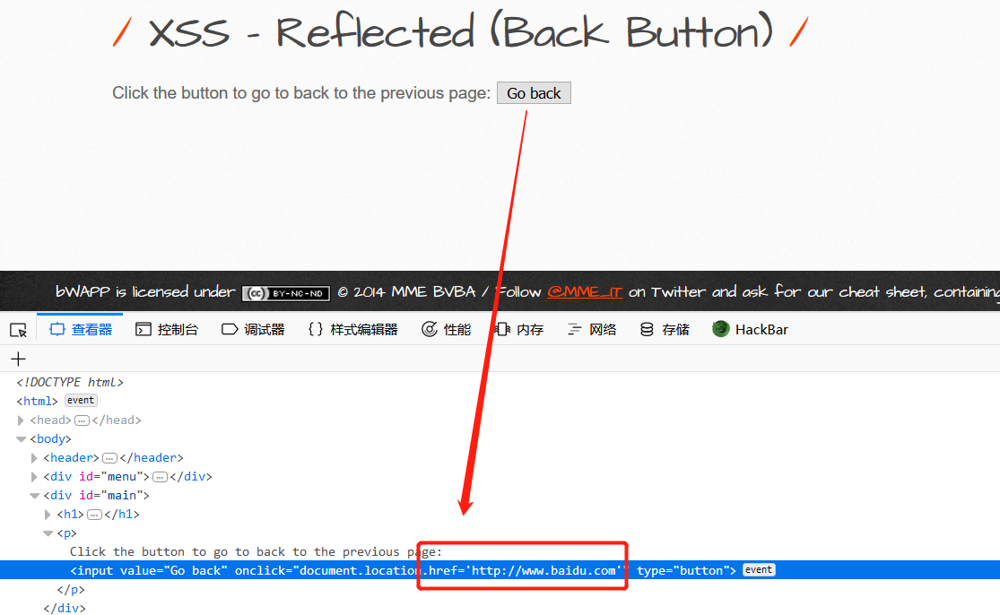 / XSS - Reflected (Back Button) /
Click the button to go to back to the previous page: Go back
bWAPP is licensed under (cc) BY-NC-ND © 2014 MME BVBA / Follow @MME_IT on Twitter and ask for our cheat sheet, containing
查看器 控制台 调试器 {} 样式编辑器 性能 内存 网络 存储 HackBar
+
<!DOCTYPE html>
<html> event
<head> … </head>
<body>
<header> … </header>
<div id="menu"> … </div>
<div id="main">
<h1> … </h1>
<p>
Click the button to go to back to the previous page:
<input value="Go back" onclick="document.location.href='http://www.baidu.com'" type="button"> event
</p>
</div>